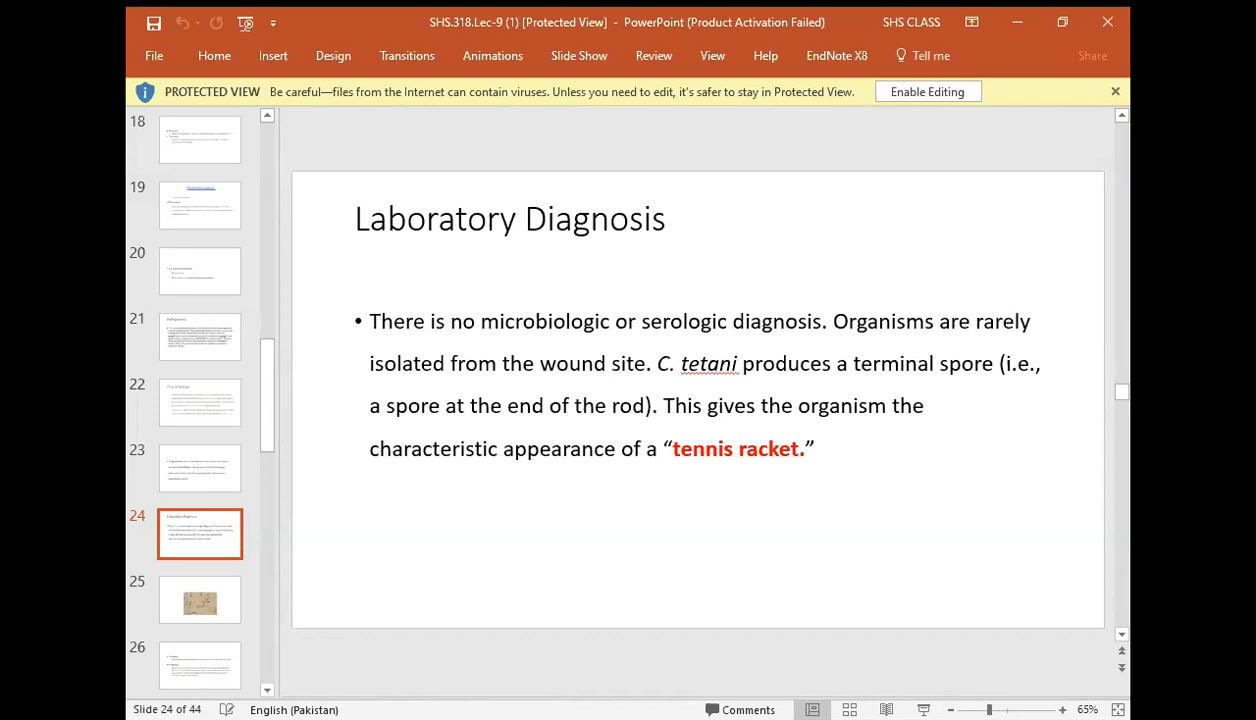 SHS.318.Lec-9 (1) [Protected View] - PowerPoint (Product Activation Failed)
SHS CLASS
File Home Insert Design Transitions Animations Slide Show Review View Help EndNote X8 Tell me Share
PROTECTED VIEW Be careful—files from the Internet can contain viruses. Unless you need to edit, it's safer to stay in Protected View. Enable Editing
18
19
20
21
22
23
24
25
26
Laboratory Diagnosis
• There is no microbiologic or serologic diagnosis. Organisms are rarely
isolated from the wound site. C. tetani produces a terminal spore (i.e.,
a spore at the end of the rod). This gives the organism the
characteristic appearance of a “tennis racket.”
Slide 24 of 44 English (Pakistan) Comments 65%